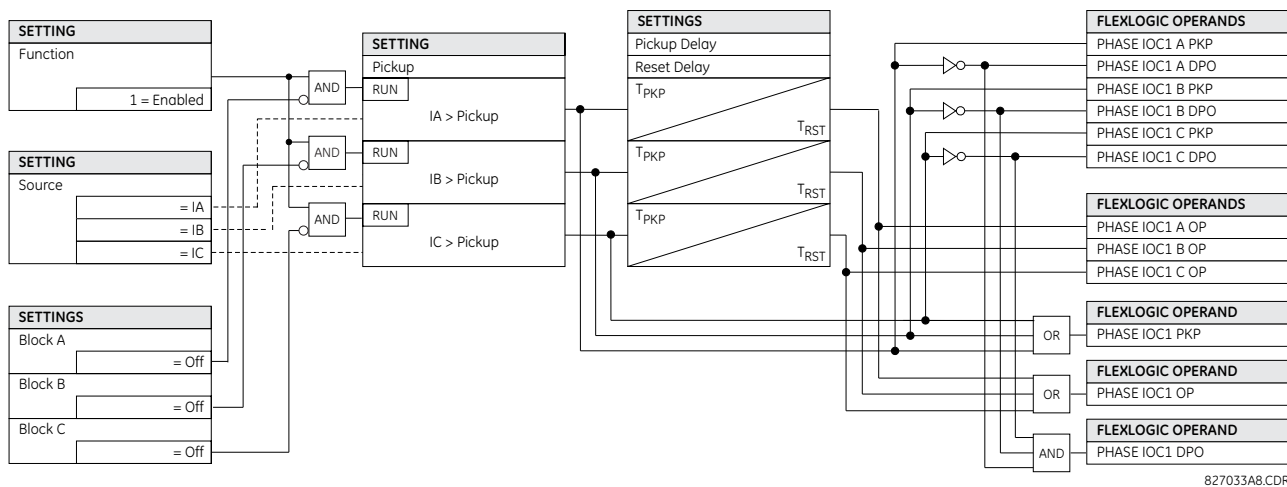 SETTING
Function
1 = Enabled
SETTING
Source
= IA
= IB
= IC
SETTINGS
Block A
= Off
Block B
= Off
Block C
= Off
AND
AND
AND
SETTING
Pickup
RUN
IA > Pickup
RUN
IB > Pickup
RUN
IC > Pickup
SETTINGS
Pickup Delay
Reset Delay
TPKP
TRST
TPKP
TRST
TPKP
TRST
OR
OR
AND
FLEXLOGIC OPERANDS
PHASE IOC1 A PKP
PHASE IOC1 A DPO
PHASE IOC1 B PKP
PHASE IOC1 B DPO
PHASE IOC1 C PKP
PHASE IOC1 C DPO
FLEXLOGIC OPERANDS
PHASE IOC1 A OP
PHASE IOC1 B OP
PHASE IOC1 C OP
FLEXLOGIC OPERAND
PHASE IOC1 PKP
FLEXLOGIC OPERAND
PHASE IOC1 OP
FLEXLOGIC OPERAND
PHASE IOC1 DPO
827033A8.CDR